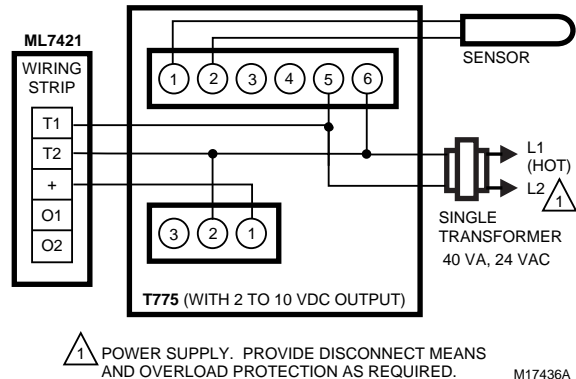 ML7421
WIRING
STRIP
T1
T2
+
O1
O2
1 2 3 4 5 6
3 2 1
T775 (WITH 2 TO 10 VDC OUTPUT)
SENSOR
L1
(HOT)
L2 1
SINGLE
TRANSFORMER
40 VA, 24 VAC
1 POWER SUPPLY. PROVIDE DISCONNECT MEANS
AND OVERLOAD PROTECTION AS REQUIRED.
M17436A